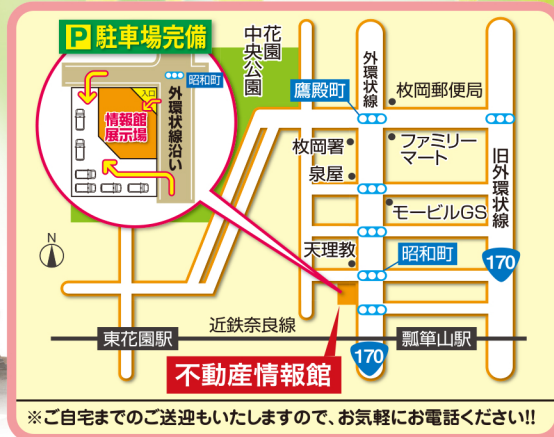 P 駐車場完備
昭和町
入口
情報館
展示場
外環状線沿い
花園
中央公園
外環状線
鷹殿町
枚岡郵便局
枚岡署
ファミリー
マート
泉屋
旧外環状線
モービルGS
天理教
昭和町
170
N
近鉄奈良線
東花園駅
瓢箪山駅
170
不動産情報館
※ご自宅までのご送迎もいたしますので、お気軽にお電話ください!!